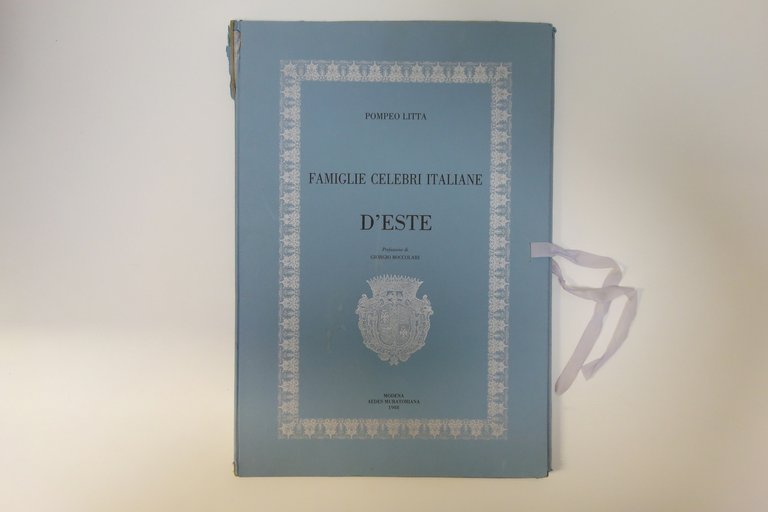 POMPEO LITTA
FAMIGLIE CELEBRI ITALIANE
D'ESTE
Prefazione di
GIORGIO BOCCOLARI
MODENA
AEDES MURATORIANA